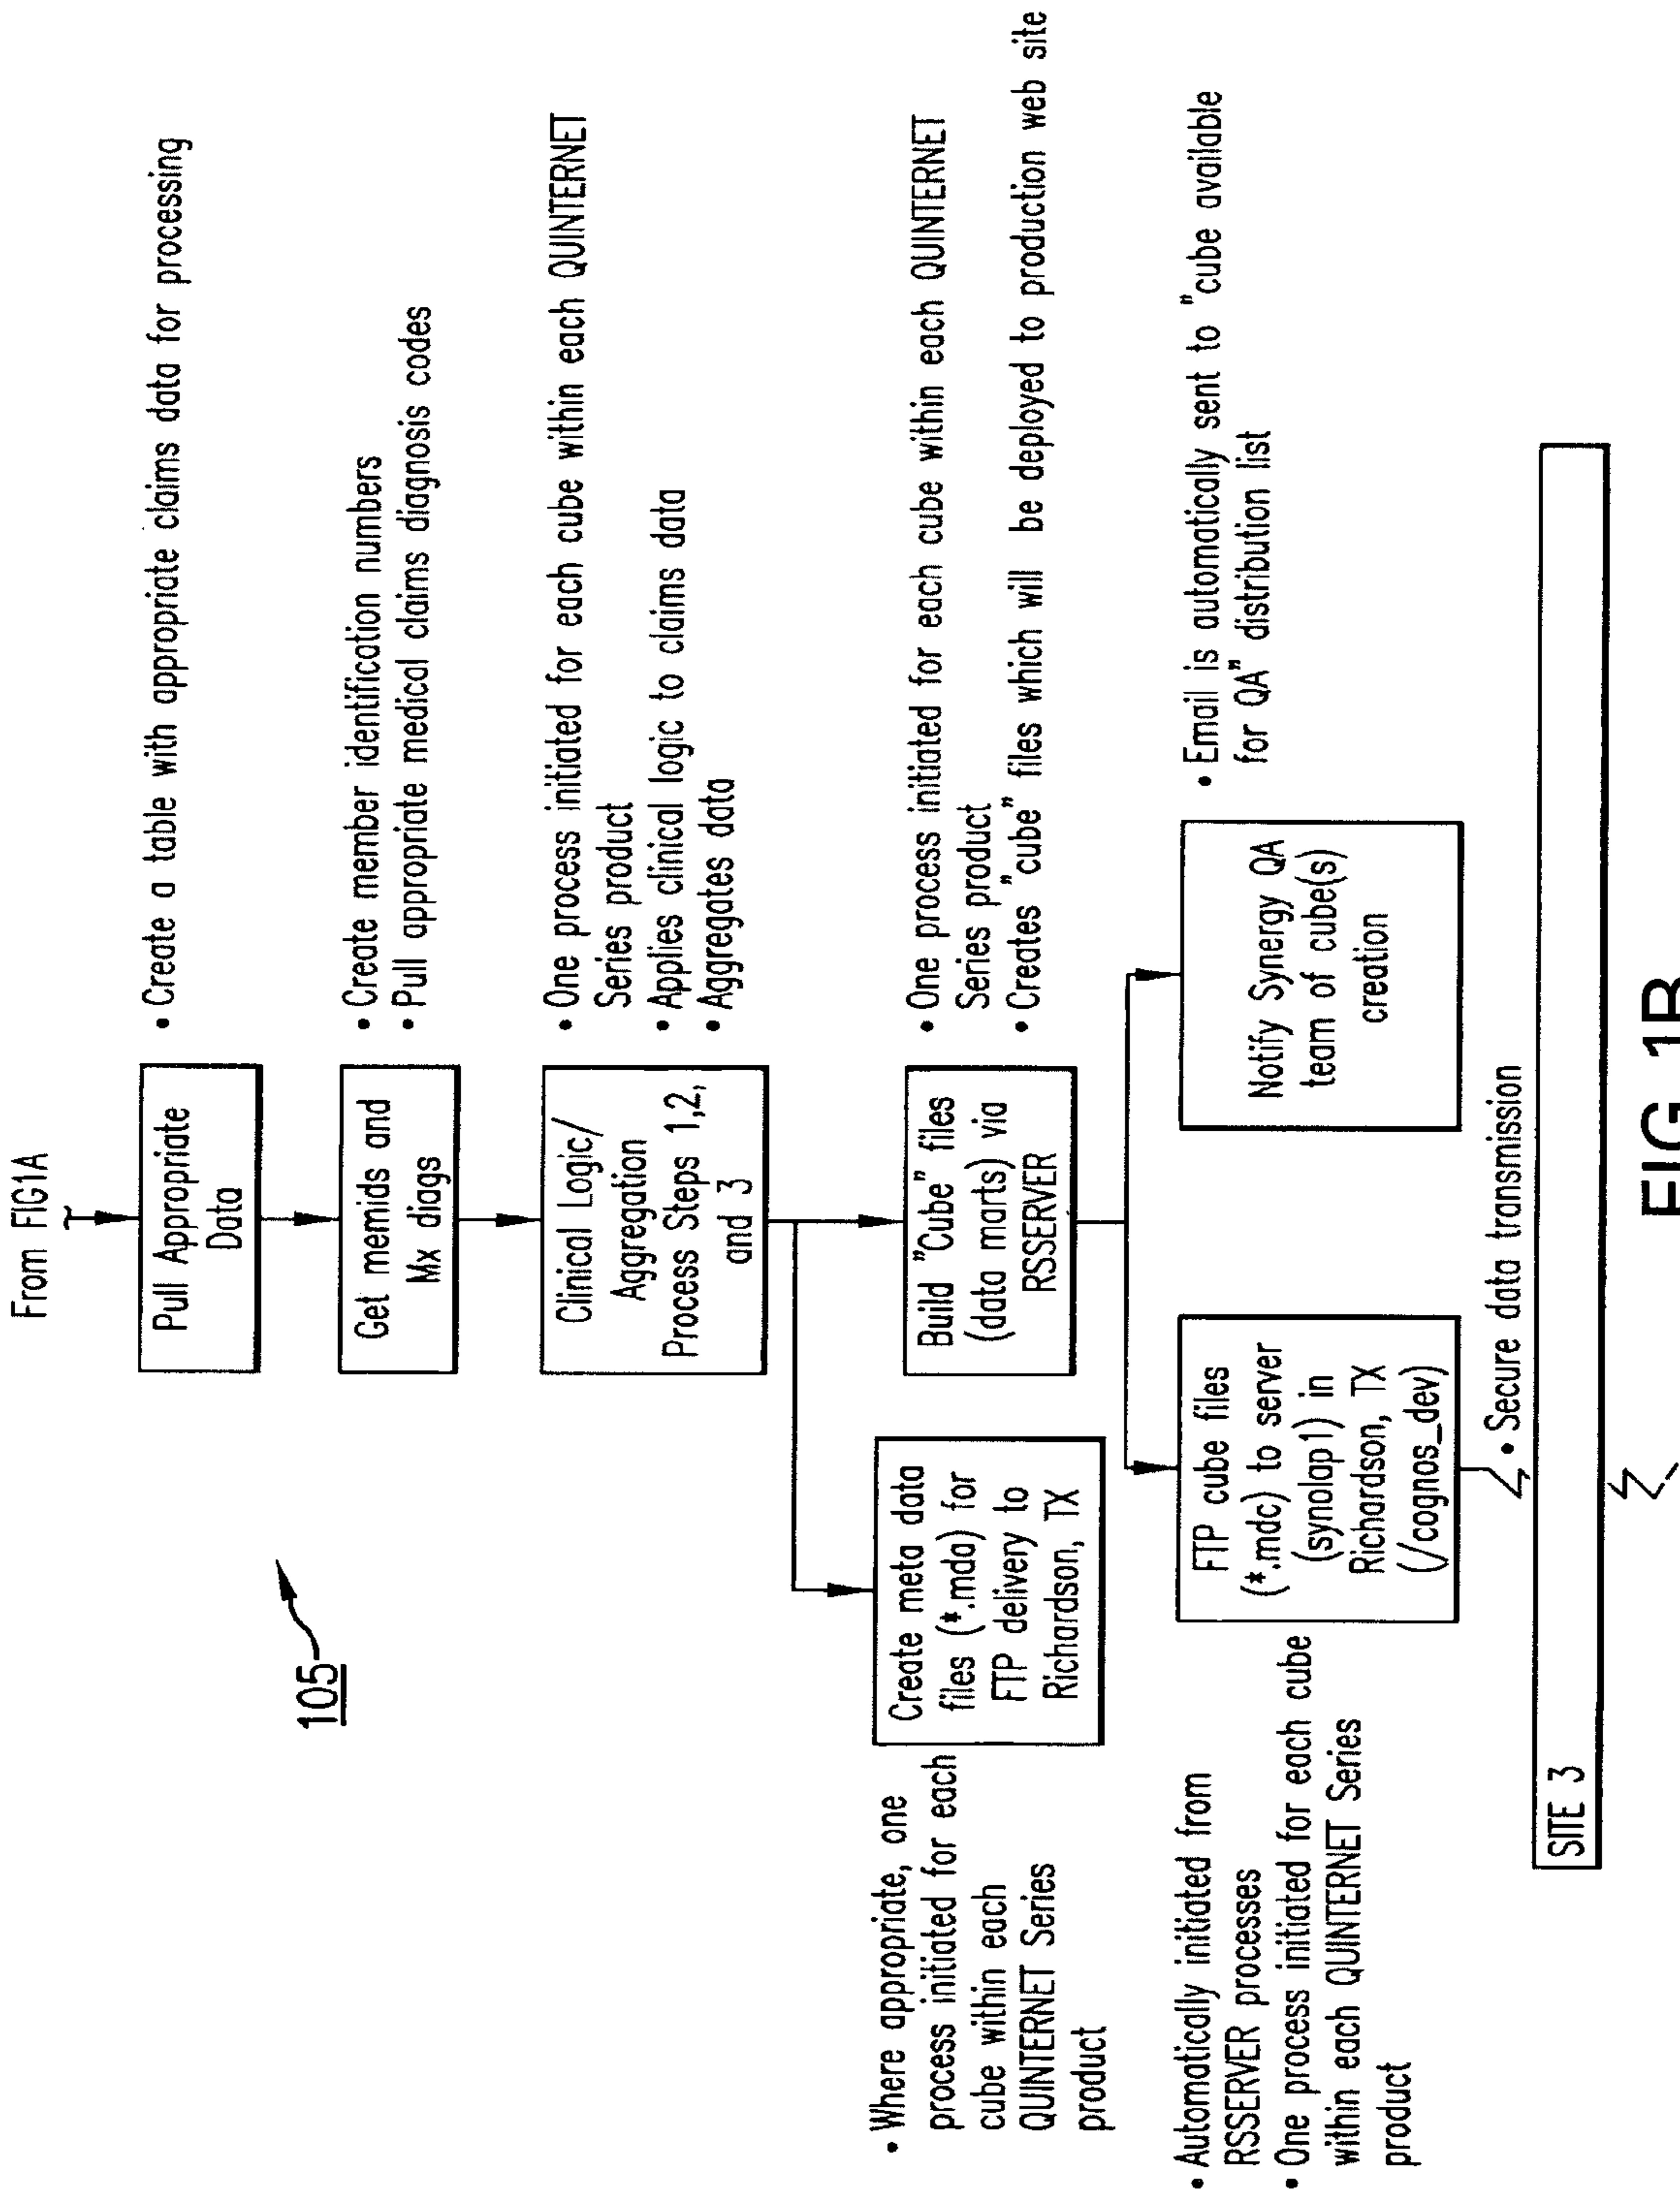 From FIG1A
Pull Appropriate
Data
• Create a table with appropriate claims data for processing
Get memids and
Mx diags
• Create member identification numbers
• Pull appropriate medical claims diagnosis codes
105
Clinical Logic/
Aggregation
Process Steps 1,2,
and 3
• One process initiated for each cube within each QUINTERNET
Series product
• Applies clinical logic to claims data
• Aggregates data
• Where appropriate, one
process initiated for each
cube within each
QUINTERNET Series
product
Create meta data
files (*.mda) for
FTP delivery to
Richardson, TX
Build "Cube" files
(data marts) via
RSSERVER
• One process initiated for each cube within each QUINTERNET
Series product
• Creates "cube" files which will be deployed to production web site
• Automatically initiated from
RSSERVER processes
• One process initiated for each cube
within each QUINTERNET Series
product
FTP cube files
(*.mdc) to server
(synolap1) in
Richardson, TX
(/cognos_dev)
Notify Synergy QA
team of cube(s)
creation
• Email is automatically sent to "cube available
for QA" distribution list
• Secure data transmission
SITE 3
FIG.1B